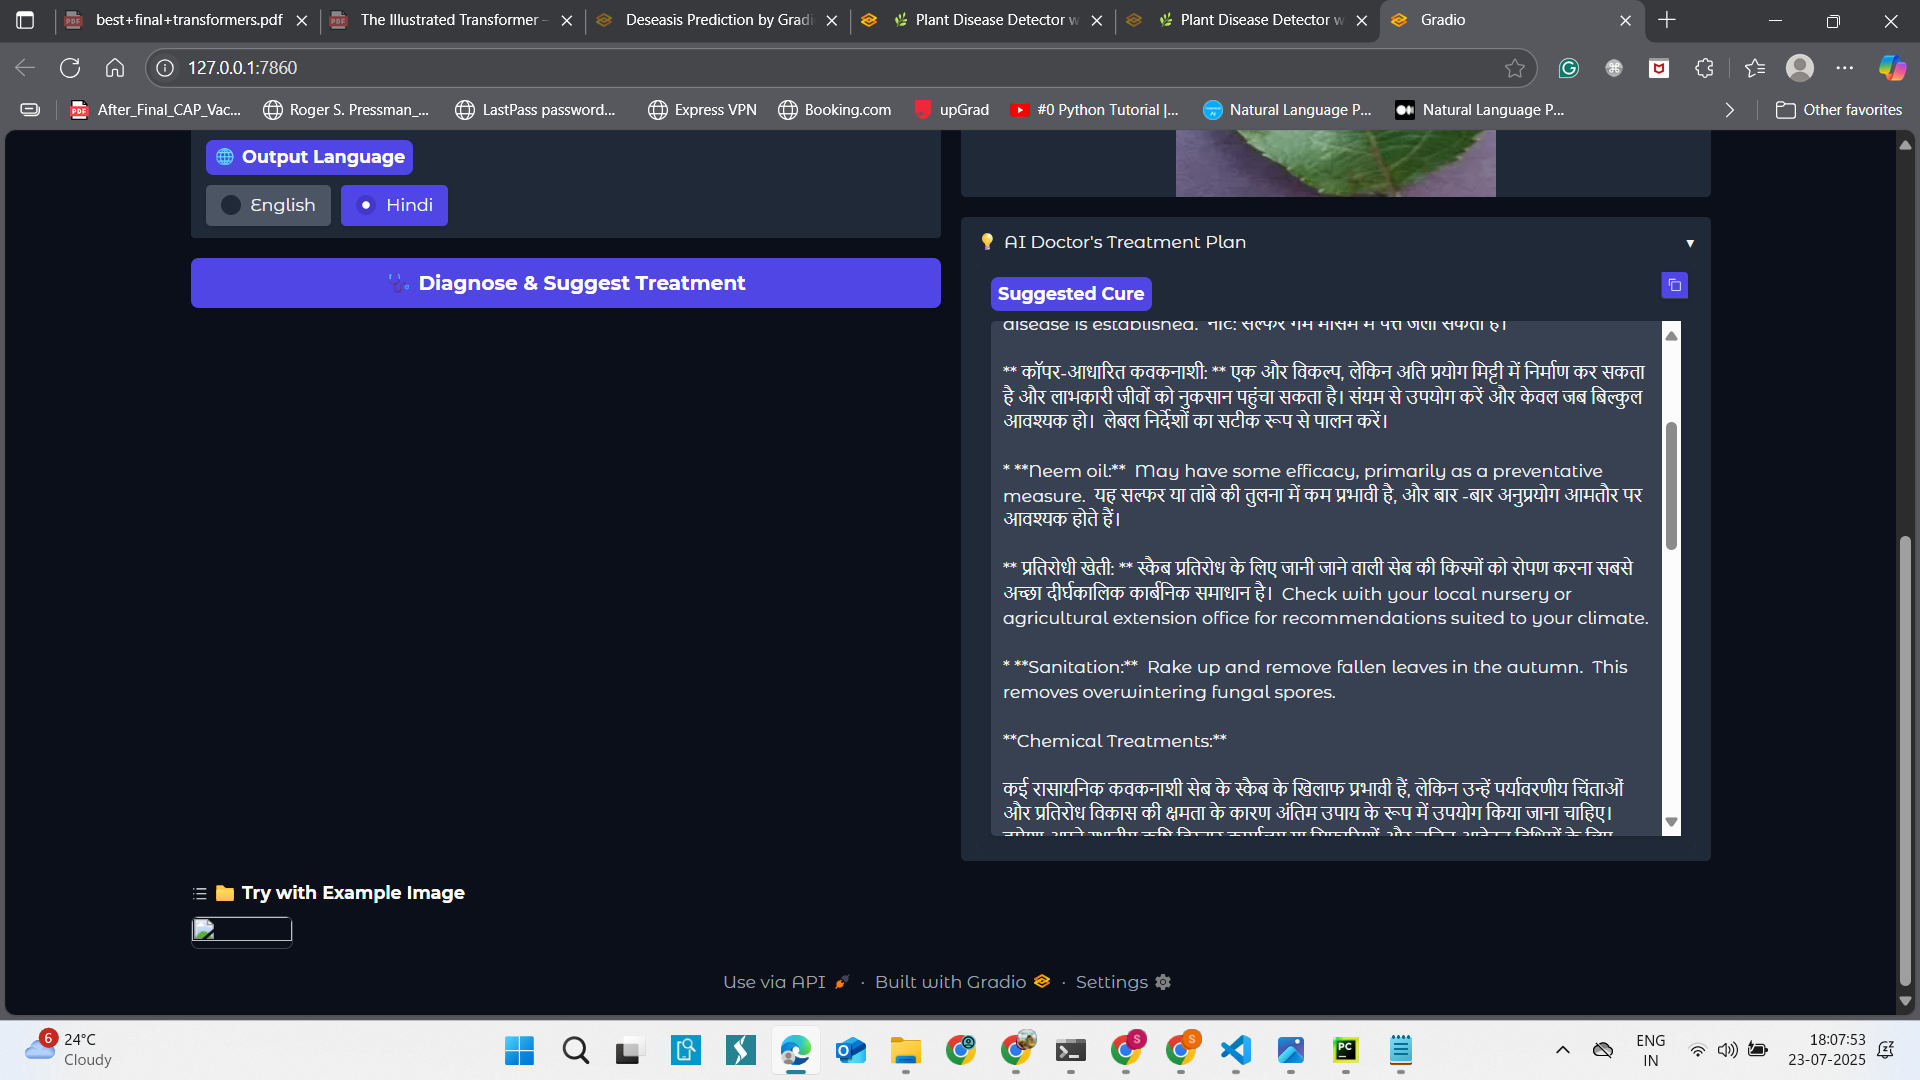 best+final+transformers.pdf
The Illustrated Transformer –
Deseasis Prediction by Gradi
Plant Disease Detector w
Plant Disease Detector w
Gradio
127.0.0.1:7860
After_Final_CAP_Vac...
Roger S. Pressman_...
LastPass password...
Express VPN
Booking.com
upGrad
#0 Python Tutorial |...
Natural Language P...
Natural Language P...
Other favorites
Output Language
English
Hindi
Diagnose & Suggest Treatment
AI Doctor's Treatment Plan
Suggested Cure
disease is established. नोट: सल्फर गर्म मौसम में पत्ते जला सकता है।
** कॉपर-आधारित कवकनाशी: ** एक और विकल्प, लेकिन अति प्रयोग मिट्टी में निर्माण कर सकता
है और लाभकारी जीवों को नुकसान पहुंचा सकता है। संयम से उपयोग करें और केवल जब बिल्कुल
आवश्यक हो। लेबल निर्देशों का सटीक रूप से पालन करें।
* **Neem oil:** May have some efficacy, primarily as a preventative
measure. यह सल्फर या तांबे की तुलना में कम प्रभावी है, और बार -बार अनुप्रयोग आमतौर पर
आवश्यक होते हैं।
** प्रतिरोधी खेती: ** स्कैब प्रतिरोध के लिए जानी जाने वाली सेब की किस्मों को रोपण करना सबसे
अच्छा दीर्घकालिक कार्बनिक समाधान है। Check with your local nursery or
agricultural extension office for recommendations suited to your climate.
* **Sanitation:** Rake up and remove fallen leaves in the autumn. This
removes overwintering fungal spores.
**Chemical Treatments:**
कई रासायनिक कवकनाशी सेब के स्कैब के खिलाफ प्रभावी हैं, लेकिन उन्हें पर्यावरणीय चिंताओं
और प्रतिरोध विकास की क्षमता के कारण अंतिम उपाय के रूप में उपयोग किया जाना चाहिए।
Try with Example Image
Use via API · Built with Gradio · Settings
6
24°C
Cloudy
ENG
IN
18:07:53
23-07-2025